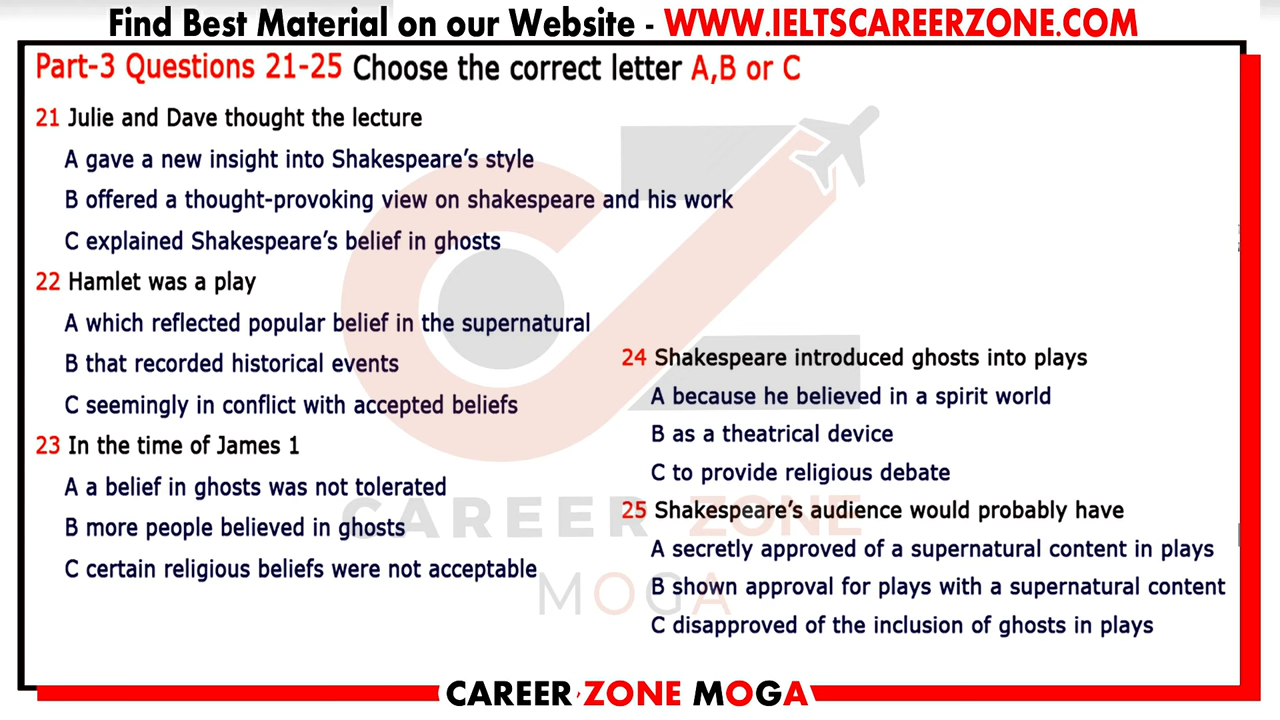 Find Best Material on our Website - WWW.IELTSCAREERZONE.COM
Part-3 Questions 21-25 Choose the correct letter A,B or C
21 Julie and Dave thought the lecture
A gave a new insight into Shakespeare's style
B offered a thought-provoking view on shakespeare and his work
C explained Shakespeare's belief in ghosts
22 Hamlet was a play
A which reflected popular belief in the supernatural
B that recorded historical events
C seemingly in conflict with accepted beliefs
23 In the time of James 1
A a belief in ghosts was not tolerated
B more people believed in ghosts
C certain religious beliefs were not acceptable
24 Shakespeare introduced ghosts into plays
A because he believed in a spirit world
B as a theatrical device
C to provide religious debate
25 Shakespeare's audience would probably have
A secretly approved of a supernatural content in plays
B shown approval for plays with a supernatural content
C disapproved of the inclusion of ghosts in plays
CAREER ZONE
MOGA
CAREER ZONE MOGA